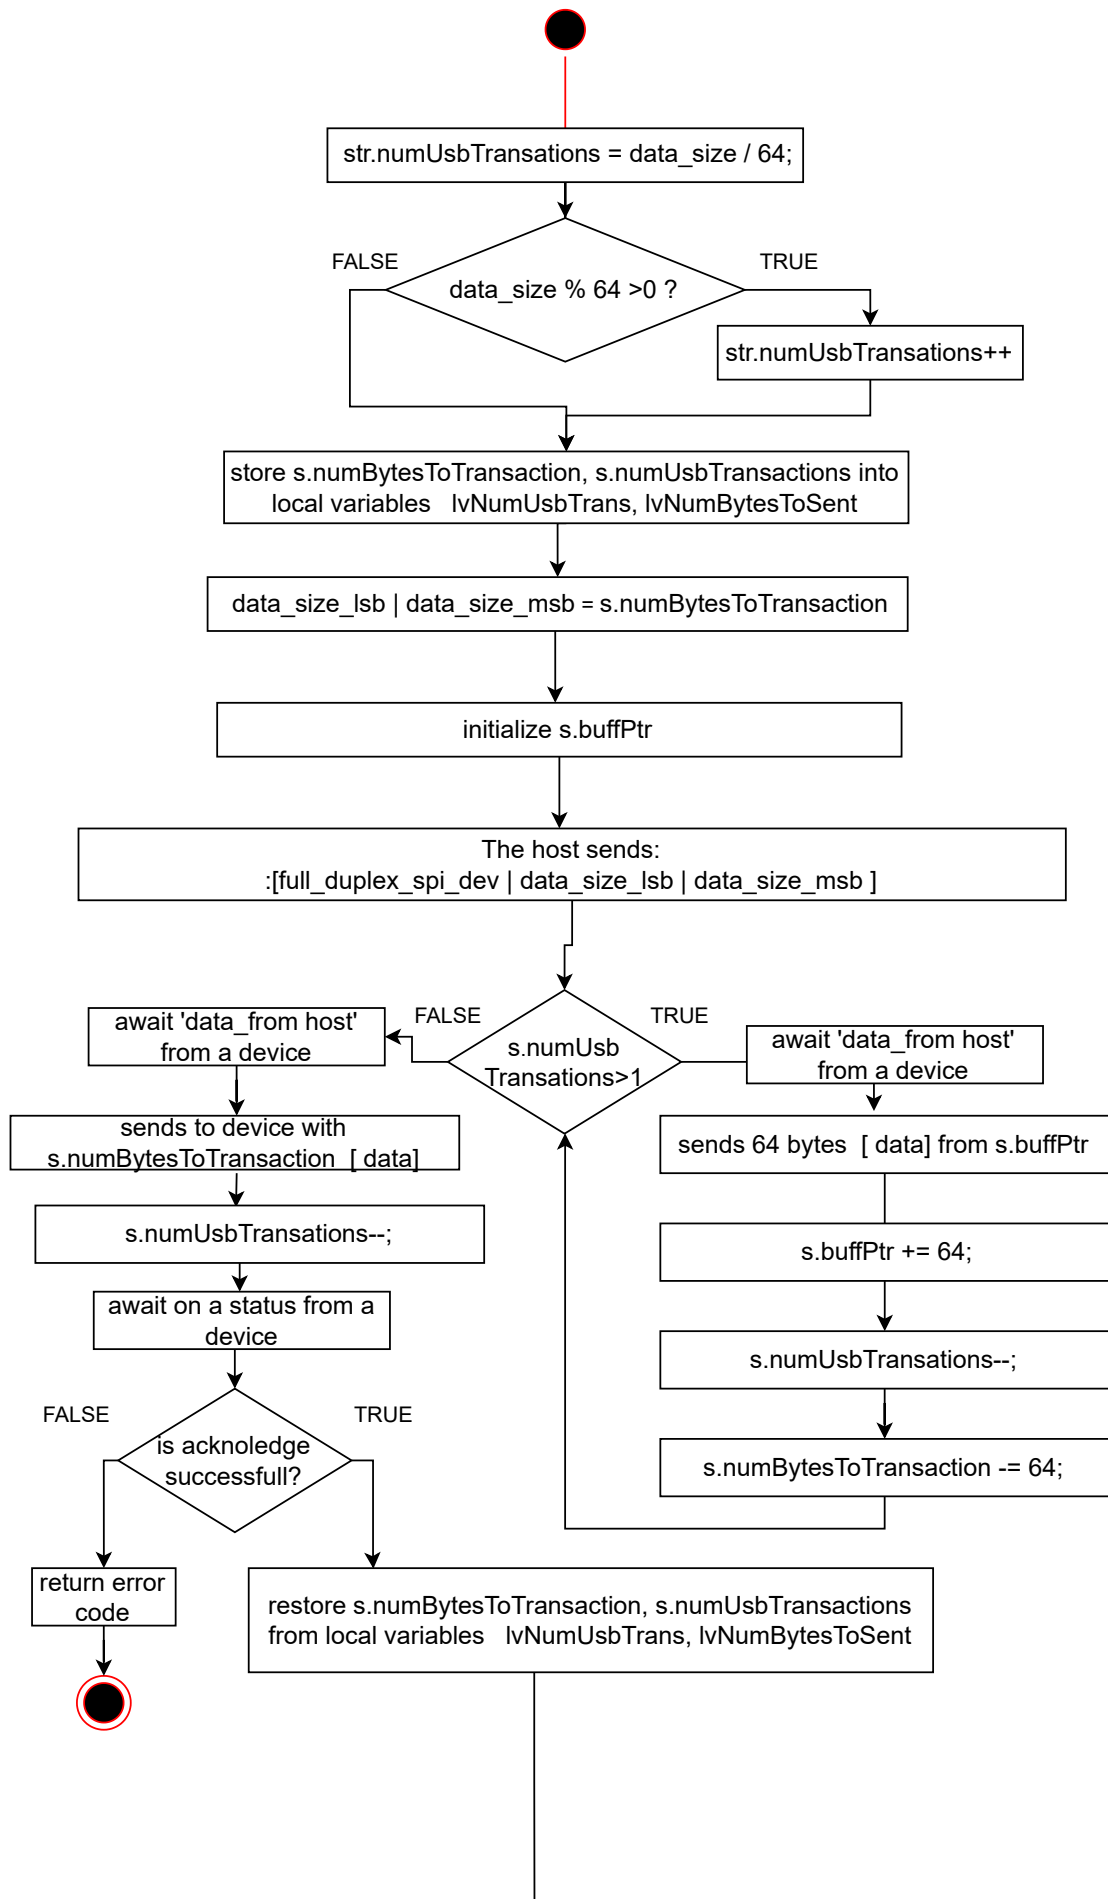 str.numUsbTransations = data_size / 64;
FALSE
TRUE
data_size % 64 >0 ?
str.numUsbTransations++
store s.numBytesToTransaction, s.numUsbTransactions into
local variables   lvNumUsbTrans, lvNumBytesToSent
data_size_lsb | data_size_msb = s.numBytesToTransaction
initialize s.buffPtr
The host sends:
:[full_duplex_spi_dev | data_size_lsb | data_size_msb ]
FALSE
TRUE
s.numUsb
Transations>1
await 'data_from host'
from a device
await 'data_from host'
from a device
sends to device with
s.numBytesToTransaction  [ data]
sends 64 bytes  [ data] from s.buffPtr
s.numUsbTransations--;
s.buffPtr += 64;
await on a status from a
device
s.numUsbTransations--;
FALSE
TRUE
is acknoledge
successfull?
s.numBytesToTransaction -= 64;
return error
code
restore s.numBytesToTransaction, s.numUsbTransactions
from local variables   lvNumUsbTrans, lvNumBytesToSent